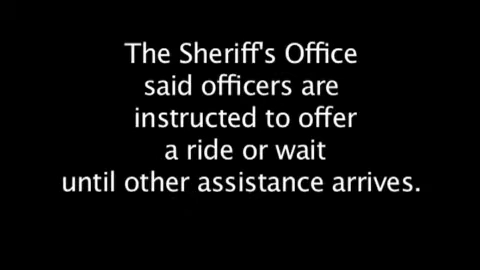 The Sheriff's Office
said officers are
instructed to offer
a ride or wait
until other assistance arrives.